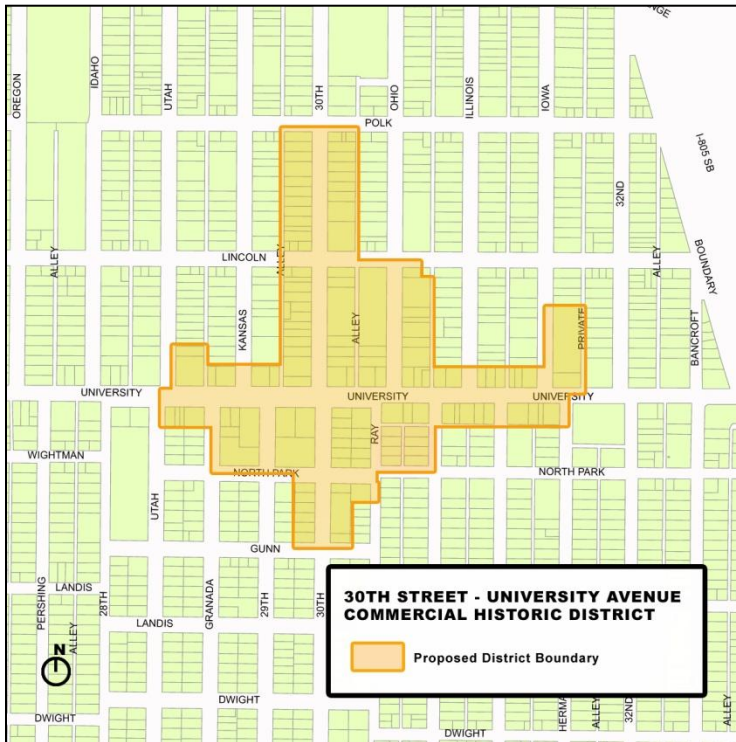 NGE
OREGON
IDAHO
UTAH
30TH
OHIO
ILLINOIS
IOWA
POLK
I-805 SB
32ND
LINCOLN
ALLEY
ALLEY
ALLEY
BOUNDARY
KANSAS
ALLEY
PRIVATE
BANCROFT
UNIVERSITY
UNIVERSITY
UNIVERSITY
RAY
WIGHTMAN
NORTH PARK
NORTH PARK
UTAH
GUNN
PERSHING
LANDIS
28TH
GRANADA
29TH
30TH
LANDIS
ALLEY
N
DWIGHT
DWIGHT
DWIGHT
HERMA
ALLEY
32ND
ALLEY
30TH STREET - UNIVERSITY AVENUE
COMMERCIAL HISTORIC DISTRICT
Proposed District Boundary